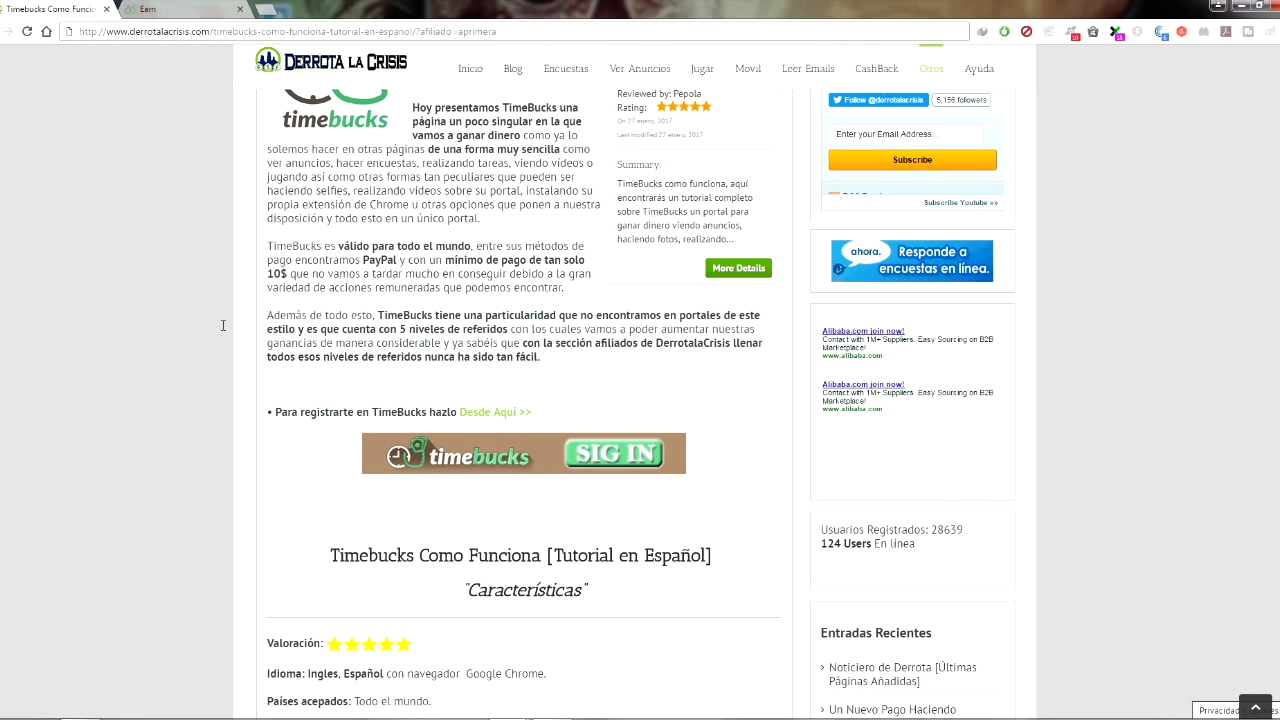 Timebucks Como Funcio
Earn
http://www.derrotalacrisis.com/timebucks-como-funciona-tutorial-en-espanol/?afiliado=aprimera
DERROTA LA CRISIS
Inicio
Blog
Encuestas
Ver Anuncios
Jugar
Movil
Leer Emails
CashBack
Otros
Ayuda
timebucks
Hoy presentamos TimeBucks una
página un poco singular en la que
vamos a ganar dinero como ya lo
solemos hacer en otras páginas de una forma muy sencilla como
ver anuncios, hacer encuestas, realizando tareas, viendo vídeos o
jugando así como otras formas tan peculiares que pueden ser
haciendo selfies, realizando vídeos sobre su portal, instalando su
propia extensión de Chrome u otras opciones que ponen a nuestra
disposición y todo esto en un único portal.
TimeBucks es válido para todo el mundo, entre sus métodos de
pago encontramos PayPal y con un mínimo de pago de tan solo
10$ que no vamos a tardar mucho en conseguir debido a la gran
variedad de acciones remuneradas que podemos encontrar.
Reviewed by: Pepola
Rating:
On 27 enero, 2017
Last modified 27 enero, 2017
Summary:
TImeBucks como funciona, aquí
encontrarás un tutorial completo
sobre TimeBucks un portal para
ganar dinero viendo anuncios,
haciendo fotos, realizando...
More Details
Además de todo esto, TimeBucks tiene una particularidad que no encontramos en portales de este
estilo y es que cuenta con 5 niveles de referidos con los cuales vamos a poder aumentar nuestras
ganancias de manera considerable y ya sabéis que con la sección afiliados de DerrotalaCrisis llenar
todos esos niveles de referidos nunca ha sido tan fácil.
• Para registrarte en TimeBucks hazlo Desde Aquí >>
timebucks SIG IN
Timebucks Como Funciona [Tutorial en Español]
"Características"
Valoración:
Idioma: Ingles, Español con navegador Google Chrome.
Países acepados: Todo el mundo.
Follow @derrotalacrisis
5,156 followers
Enter your Email Address...
Subscribe
Subscribe Youtube »»
ahora. Responde a
encuestas en línea.
Alibaba.com join now!
Contact with 1M+ Suppliers. Easy Sourcing on B2B
Marketplace!
www.alibaba.com
Alibaba.com join now!
Contact with 1M+ Suppliers. Easy Sourcing on B2B
Marketplace!
www.alibaba.com
Usuarios Registrados: 28639
124 Users En línea
Entradas Recientes
Noticiero de Derrota [Últimas
Páginas Añadidas]
Un Nuevo Pago Haciendo